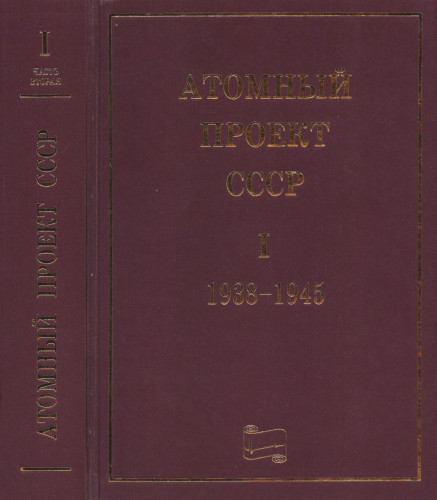 I
ЧАСТЬ
ВТОРАЯ
АТОМНЫЙ ПРОЕКТ СССР
АТОМНЫЙ
ПРОЕКТ
СССР
I
1938-1945